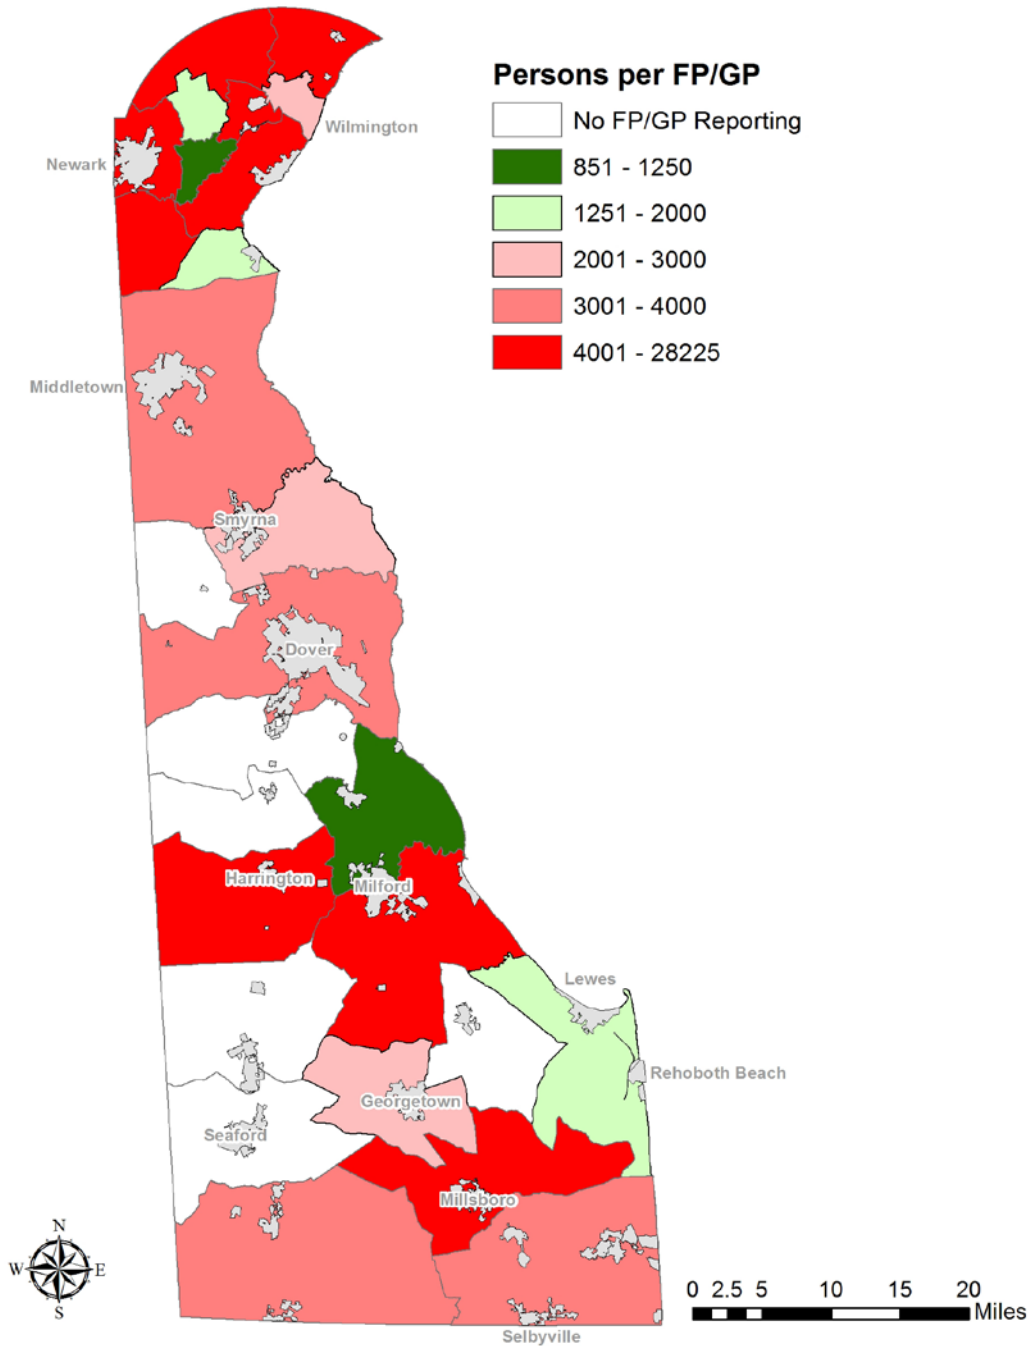 Persons per FP/GP
No FP/GP Reporting
851 - 1250
1251 - 2000
2001 - 3000
3001 - 4000
4001 - 28225
Wilmington
Newark
Middletown
Smyrna
Dover
Harrington
Milford
Lewes
Rehoboth Beach
Georgetown
Seaford
Millsboro
Selbyville
N
W E
S
0 2.5 5 10 15 20
Miles